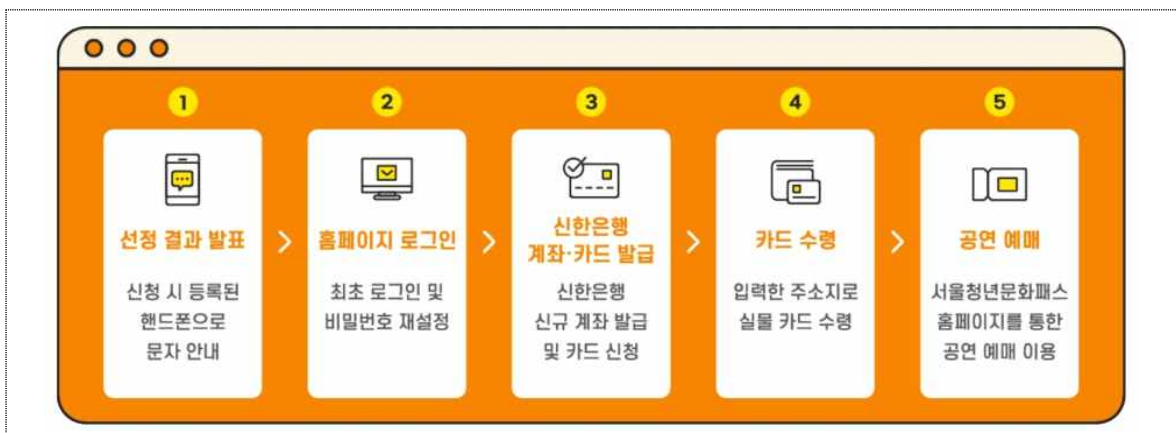 1
선정 결과 발표
신청 시 등록된
핸드폰으로
문자 안내
2
홈페이지 로그인
최초 로그인 및
비밀번호 재설정
3
신한은행
계좌·카드 발급
신한은행
신규 계좌 발급
및 카드 신청
4
카드 수령
입력한 주소지로
실물 카드 수령
5
공연 예매
서울청년문화패스
홈페이지를 통한
공연 예매 이용